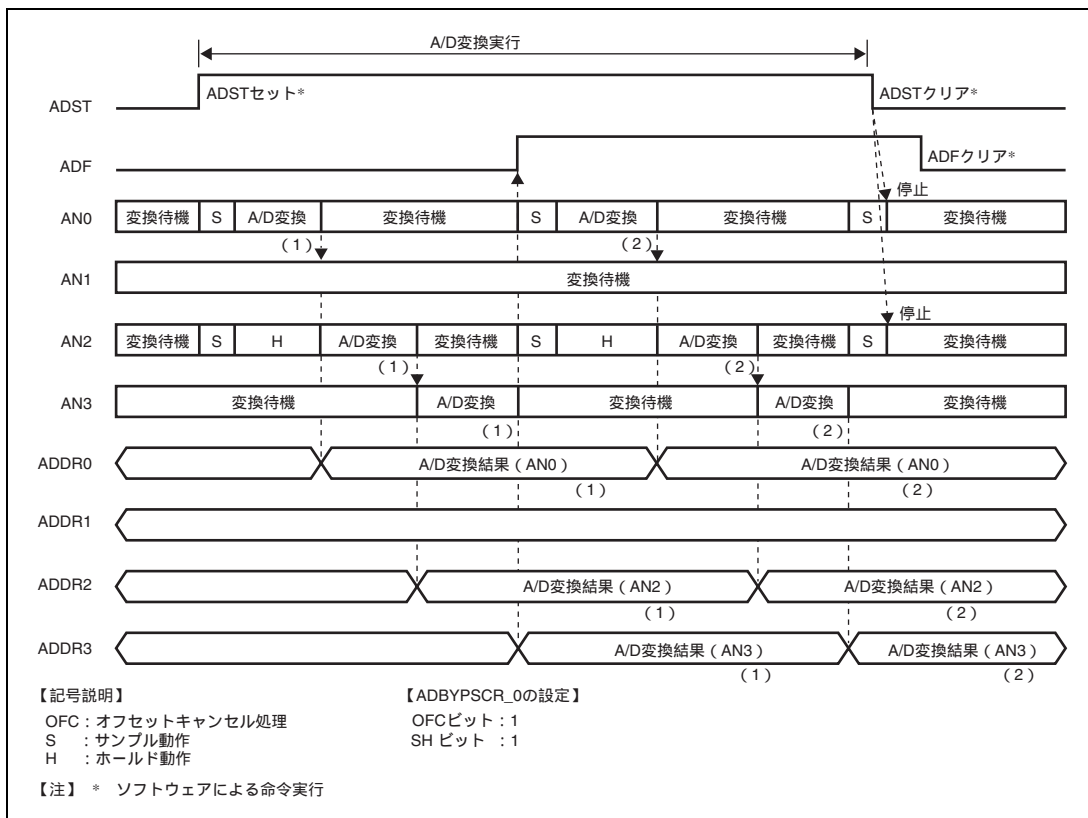 A/D変換実行
ADST ADSTセット* ADSTクリア*
ADF ADFクリア*
停止
AN0 変換待機 S A/D変換 変換待機 S A/D変換 変換待機 S 変換待機
(1) (2)
AN1 変換待機
停止
AN2 変換待機 S H A/D変換 変換待機 S H A/D変換 変換待機 S 変換待機
(1) (2)
AN3 変換待機 A/D変換 変換待機 A/D変換 変換待機
(1) (2)
ADDR0 A/D変換結果(AN0) A/D変換結果(AN0)
(1) (2)
ADDR1
ADDR2 A/D変換結果(AN2) A/D変換結果(AN2)
(1) (2)
ADDR3 A/D変換結果(AN3) A/D変換結果(AN3)
(1) (2)
【記号説明】 【ADBYPSCR_0の設定】
OFC:オフセットキャンセル処理 OFCビット:1
S :サンプル動作 SH ビット :1
H :ホールド動作
【注】 * ソフトウェアによる命令実行